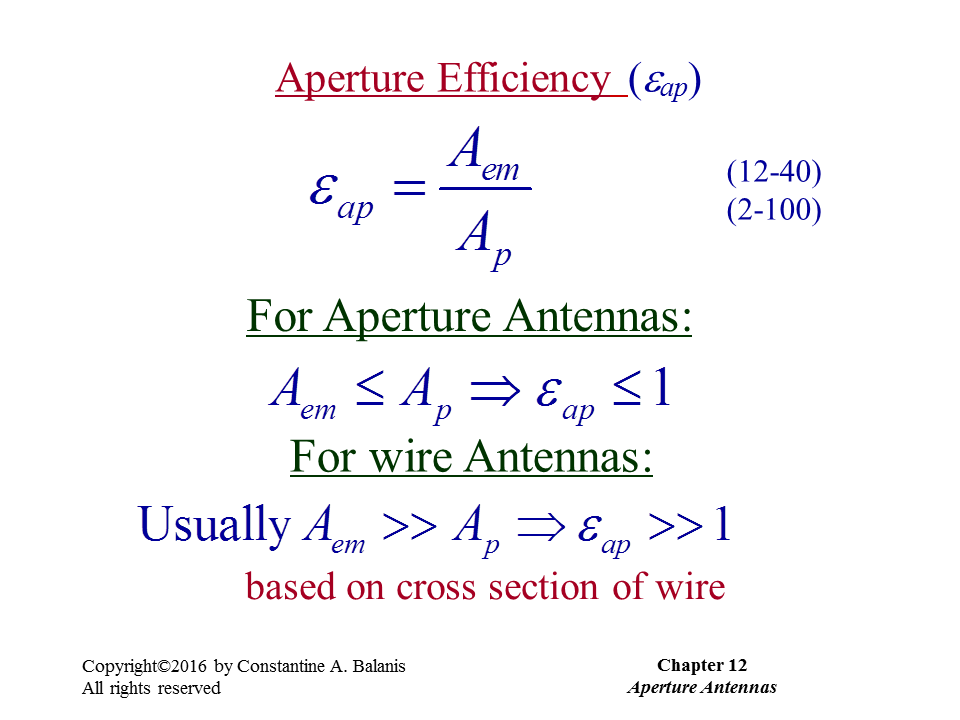 Aperture Efficiency (εap)
εap = Aem / Ap
(12-40)
(2-100)
For Aperture Antennas:
Aem ≤ Ap ⇒ εap ≤ 1
For wire Antennas:
Usually Aem >> Ap ⇒ εap >> 1
based on cross section of wire
Copyright©2016 by Constantine A. Balanis
All rights reserved
Chapter 12
Aperture Antennas